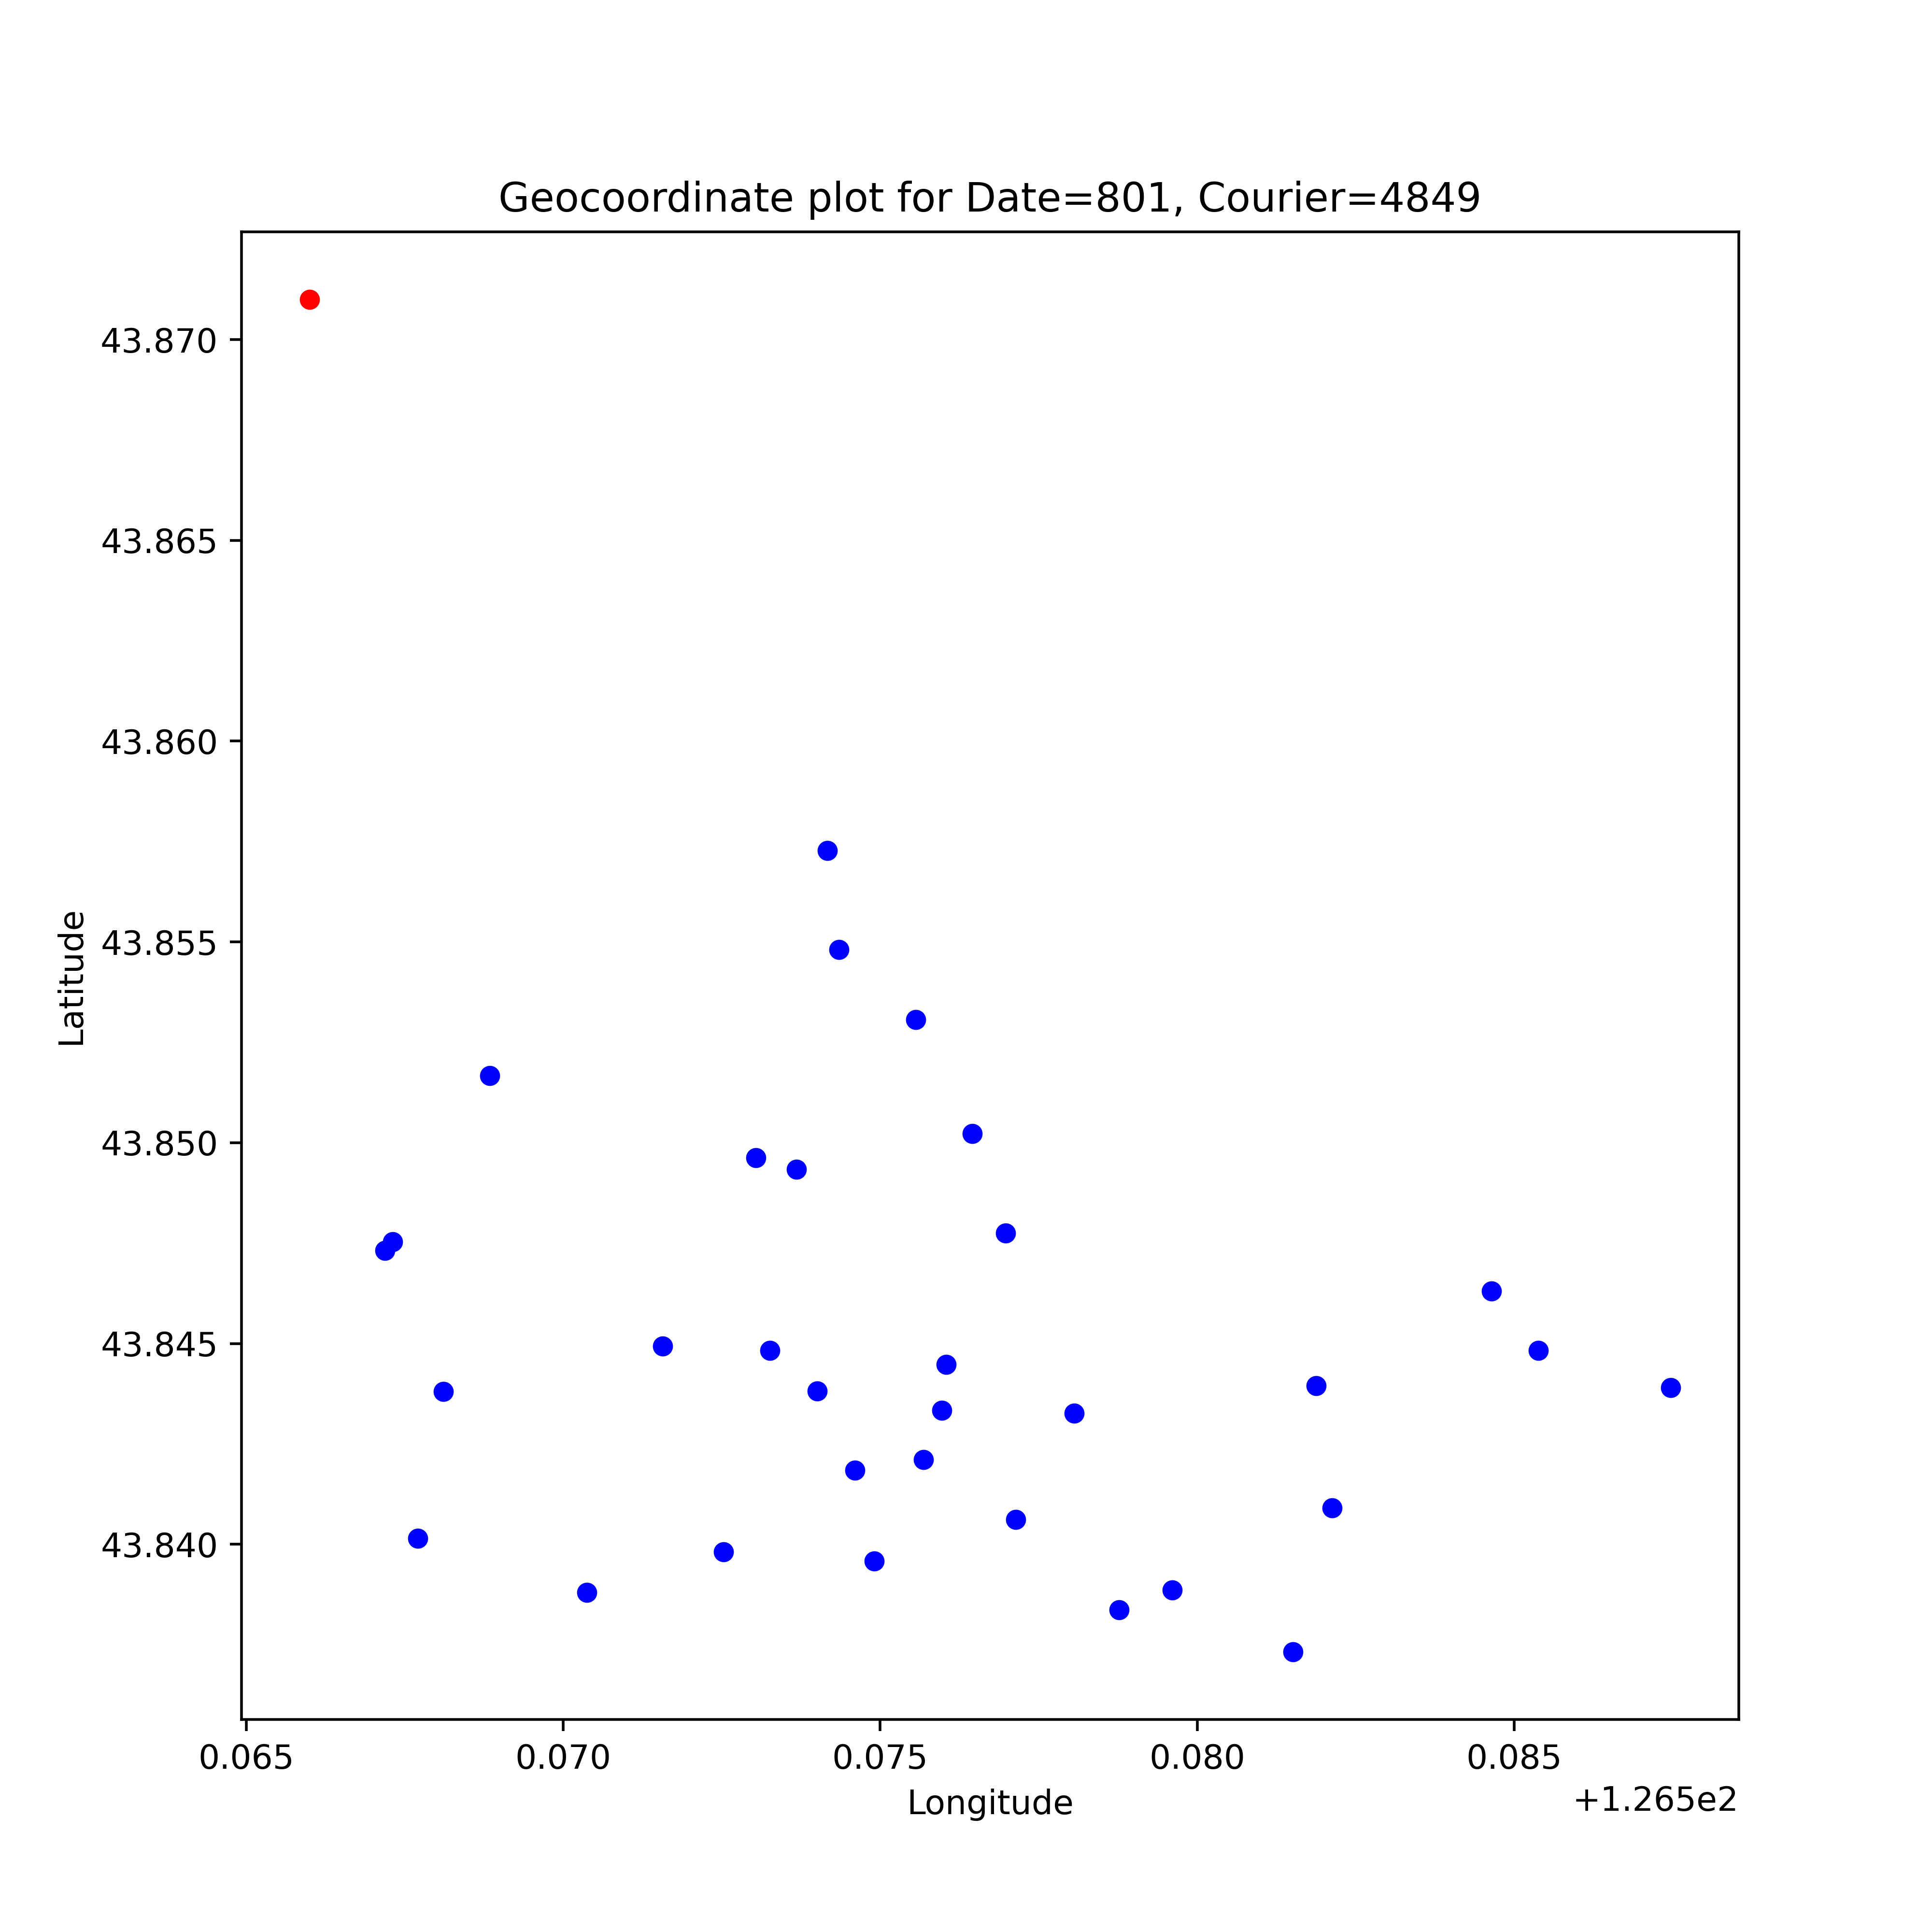 Geocoordinate plot for Date=801, Courier=4849
43.870
43.865
43.860
43.855
43.850
43.845
43.840
Latitude
0.065 0.070 0.075 0.080 0.085
Longitude
+1.265e2